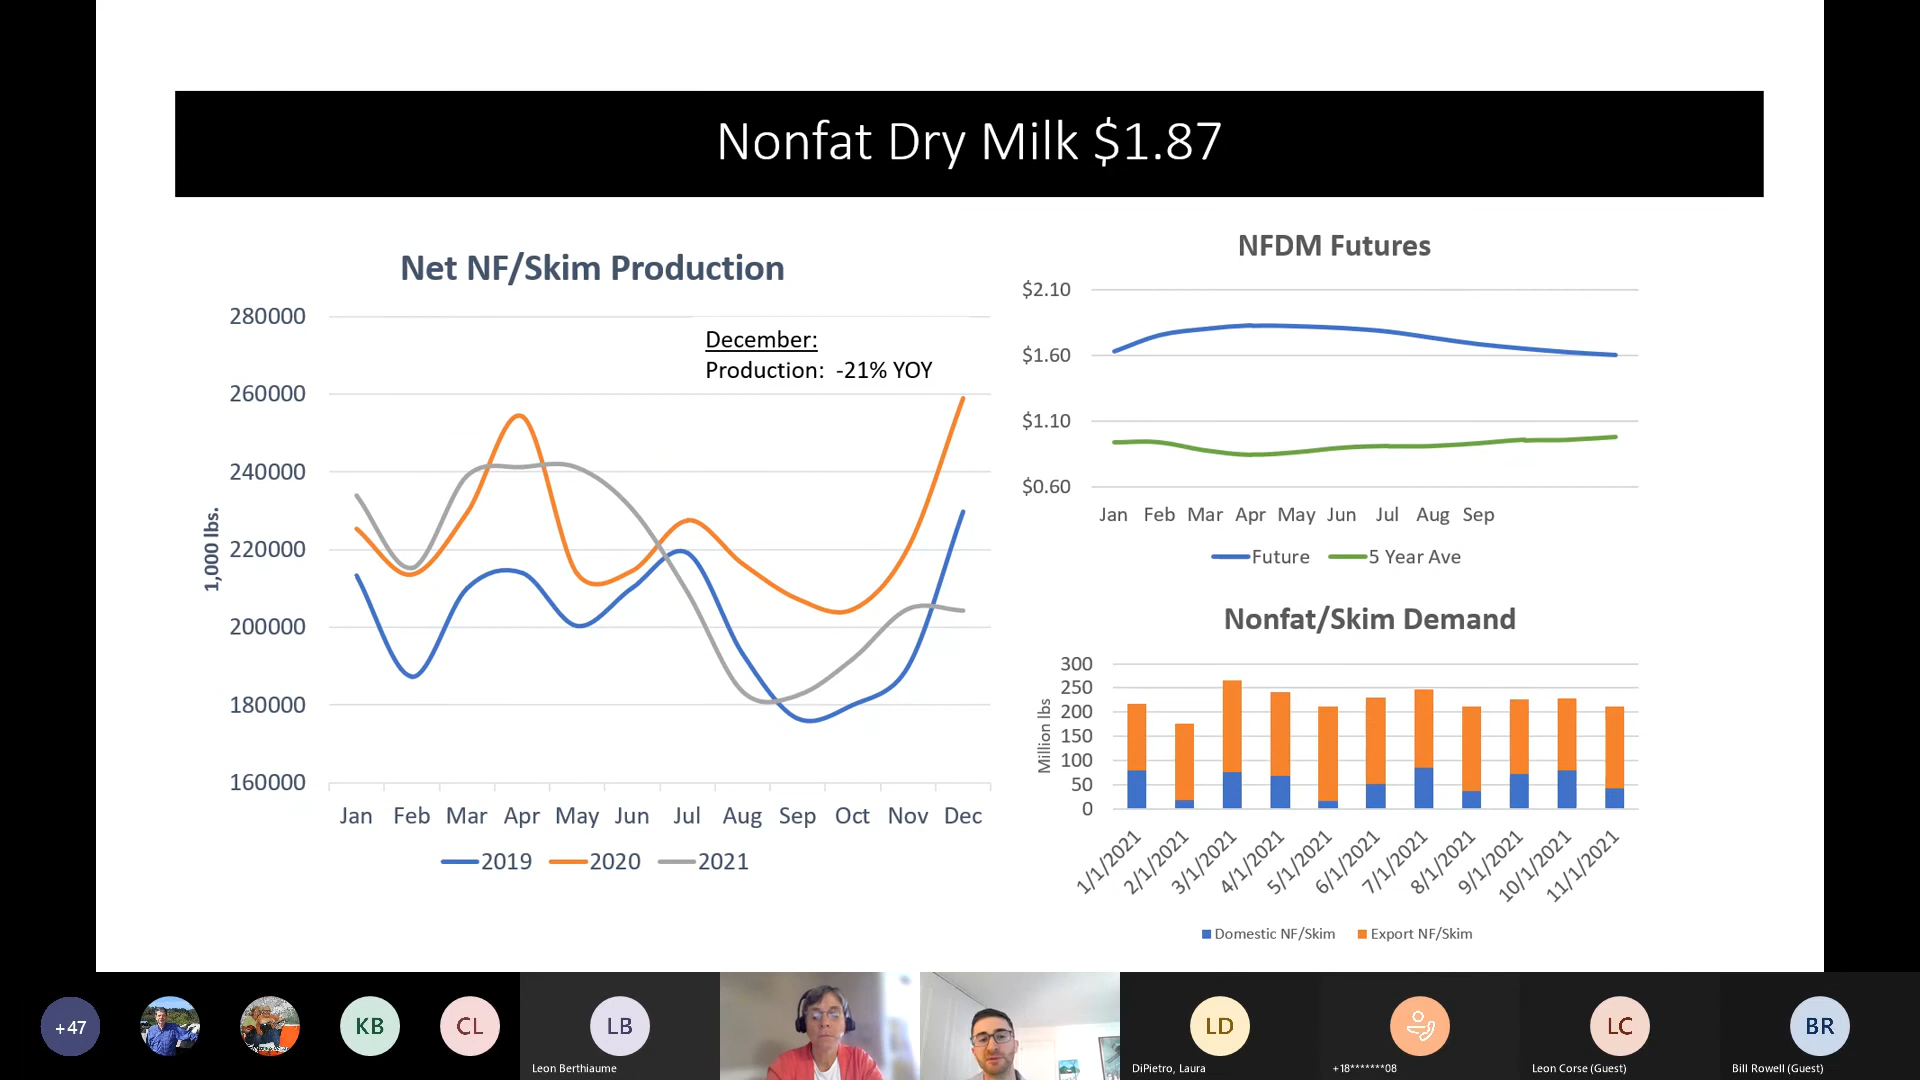 Nonfat Dry Milk $1.87
Net NF/Skim Production
280000
260000
240000
220000
200000
180000
160000
1,000 lbs.
December:
Production: -21% YOY
Jan Feb Mar Apr May Jun Jul Aug Sep Oct Nov Dec
2019 2020 2021
NFDM Futures
$2.10
$1.60
$1.10
$0.60
Jan Feb Mar Apr May Jun Jul Aug Sep
Future 5 Year Ave
Nonfat/Skim Demand
300
250
200
150
100
50
0
Million lbs
1/1/2021 2/1/2021 3/1/2021 4/1/2021 5/1/2021 6/1/2021 7/1/2021 8/1/2021 9/1/2021 10/1/2021 11/1/2021
Domestic NF/Skim Export NF/Skim
+47
KB
CL
LB
Leon Berthiaume
LD
DiPietro, Laura
+18*******08
LC
Leon Corse (Guest)
BR
Bill Rowell (Guest)